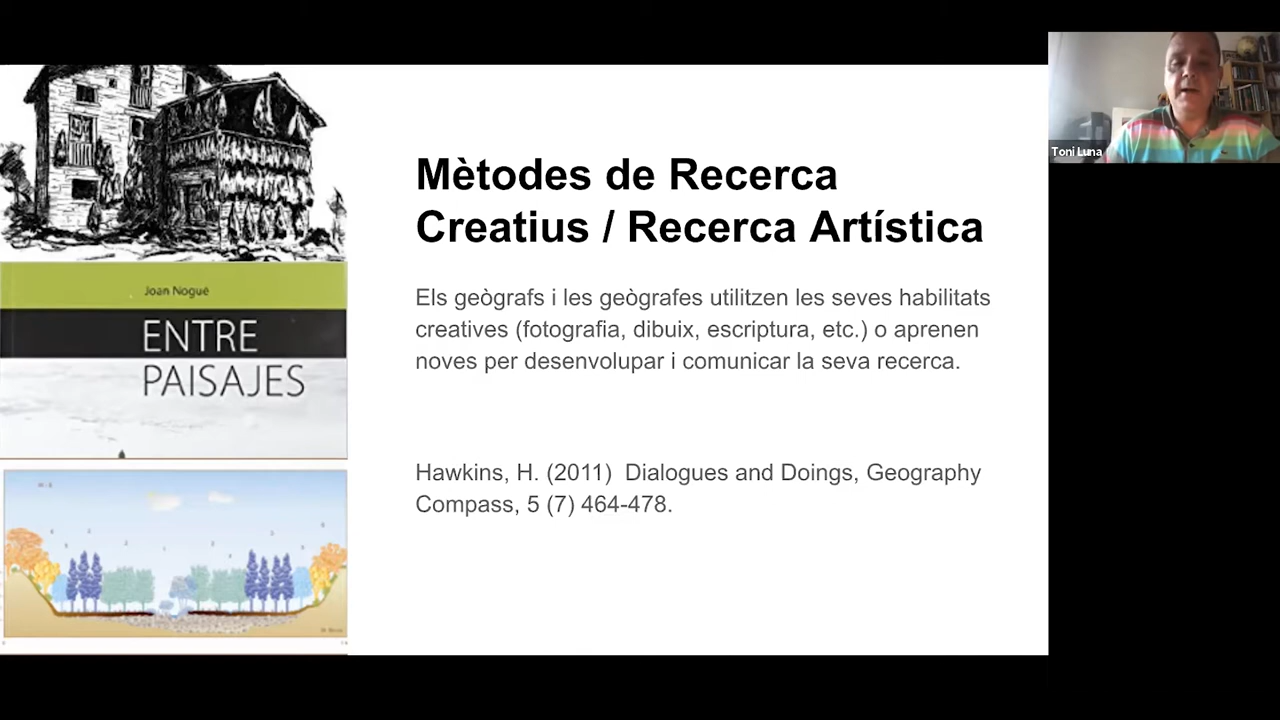 Mètodes de Recerca
Creatius / Recerca Artística
Els geògrafs i les geògrafes utilitzen les seves habilitats
creatives (fotografia, dibuix, escriptura, etc.) o aprenen
noves per desenvolupar i comunicar la seva recerca.
Hawkins, H. (2011) Dialogues and Doings, Geography
Compass, 5 (7) 464-478.
Joan Nogué
ENTRE
PAISAJES
Toni Luna